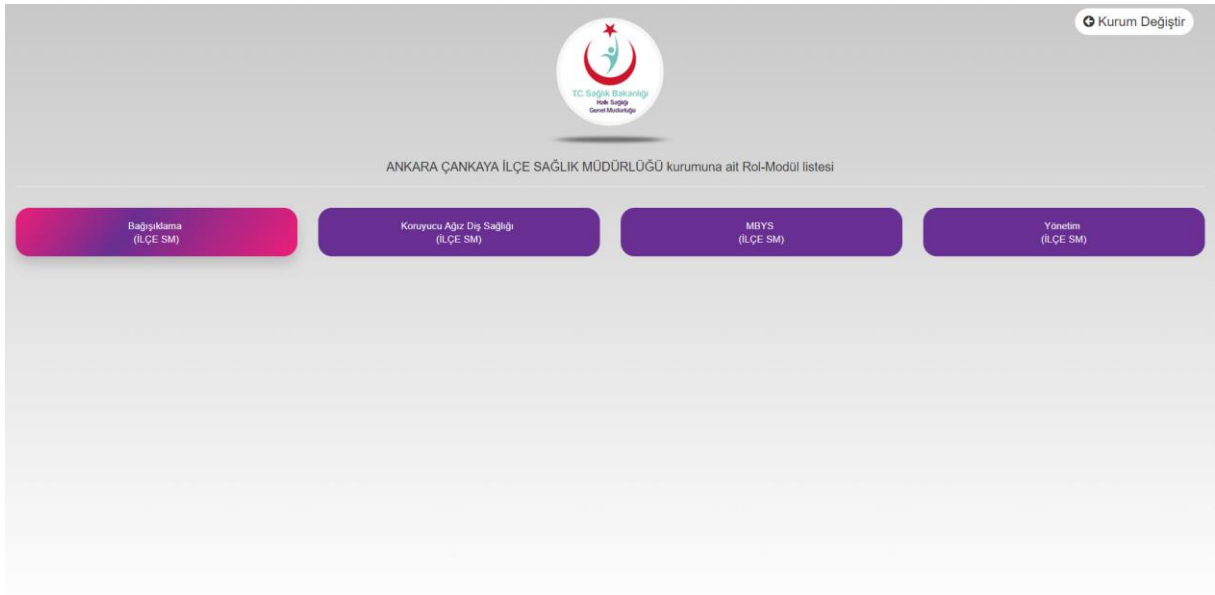 Kurum Değiştir
TC Sağlık Bakanlığı
Halk Sağlığı
Genel Müdürlüğü
ANKARA ÇANKAYA İLÇE SAĞLIK MÜDÜRLÜĞÜ kurumuna ait Rol-Modül listesi
Bağışıklama
(İLÇE SM)
Koruyucu Ağız Diş Sağlığı
(İLÇE SM)
MBYS
(İLÇE SM)
Yönetim
(İLÇE SM)